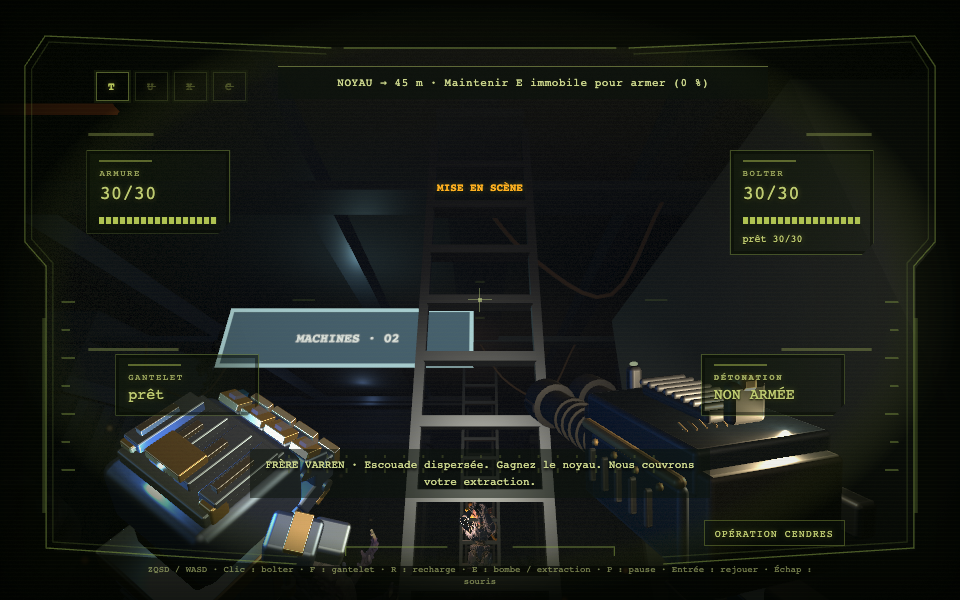 T
NOYAU → 45 m · Maintenir E immobile pour armer (0 %)
ARMURE
30/30
BOLTER
30/30
prêt 30/30
MISE EN SCÈNE
MACHINES · 02
GANTELET
prêt
DÉTONATION
NON ARMÉE
FRÈRE VARREN · Escouade dispersée. Gagnez le noyau. Nous couvrons
votre extraction.
OPÉRATION CENDRES
ZQSD / WASD · Clic : bolter · F : gantelet · R : recharge · E : bombe / extraction · P : pause · Entrée : rejouer · Échap :
souris